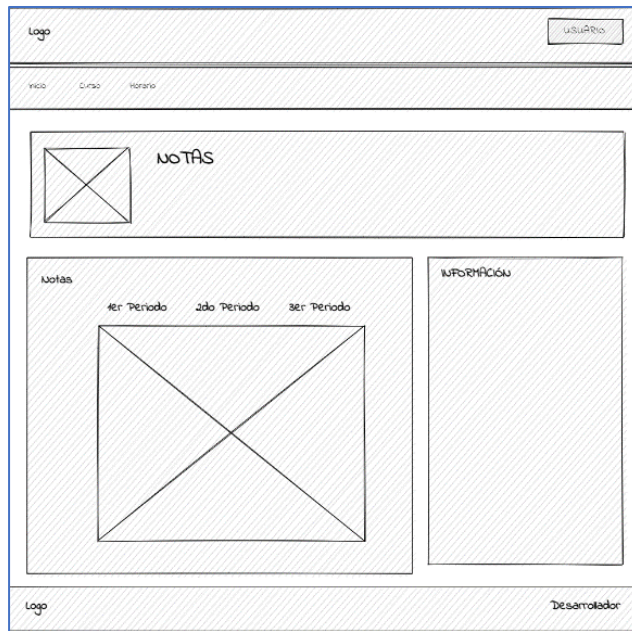 Logo
USUARIO
Inicio Curso Horario
NOTAS
Notas
1er Periodo 2do Periodo 3er Periodo
INFORMACIÓN
Logo
Desarrollador